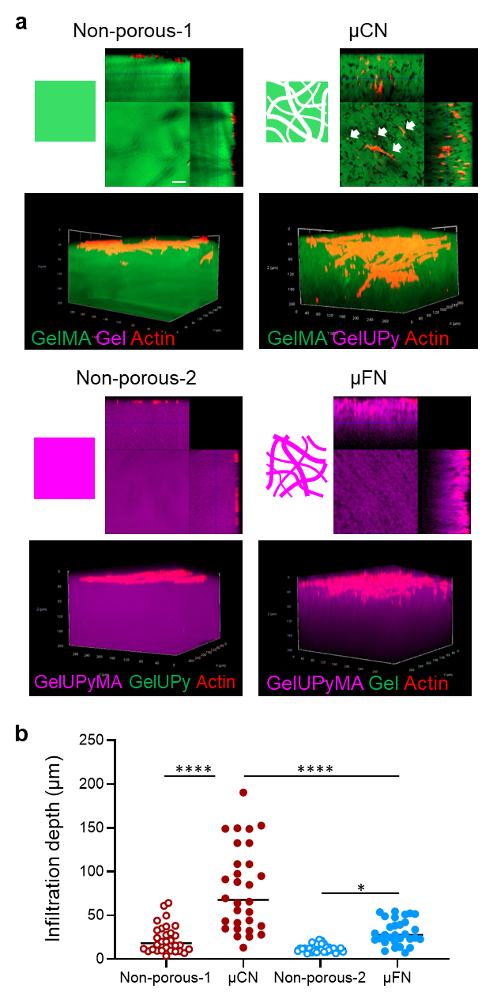 a
Non-porous-1 μCN
GelMA Gel Actin
GelMA GelUPy Actin
Non-porous-2 μFN
GelUPyMA GelUPy Actin
GelUPyMA Gel Actin
b
Infiltration depth (μm)
250
200
150
100
50
0
**** ****
*
Non-porous-1 μCN Non-porous-2 μFN